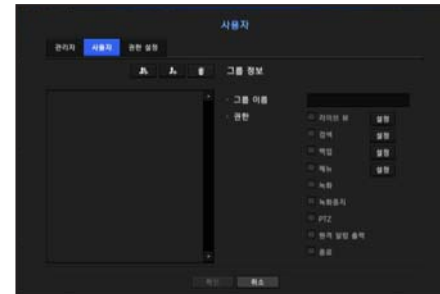 사용자
관리자 사용자 권한 설정
그룹 정보
그룹 이름
권한
라이브 뷰 설정
검색 설정
백업 설정
메뉴 설정
녹화
녹화중지
PTZ
원격 알람 출력
종료
확인 취소